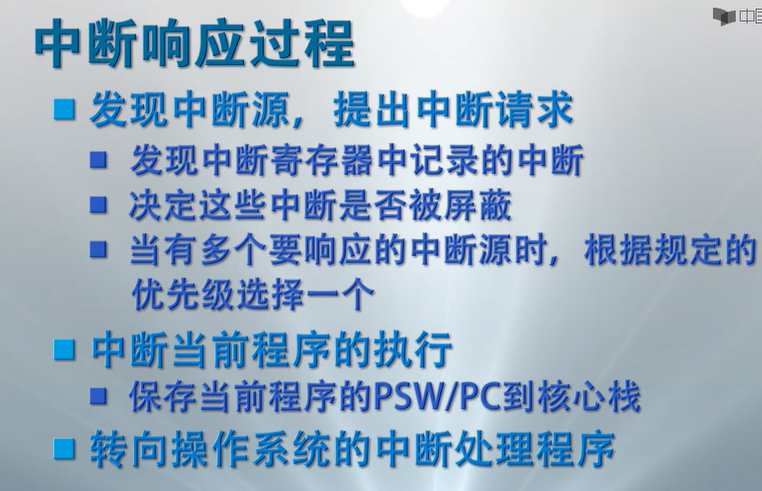 中断响应过程
发现中断源，提出中断请求
发现中断寄存器中记录的中断
决定这些中断是否被屏蔽
当有多个要响应的中断源时，根据规定的
优先级选择一个
中断当前程序的执行
保存当前程序的PSW/PC到核心栈
转向操作系统的中断处理程序